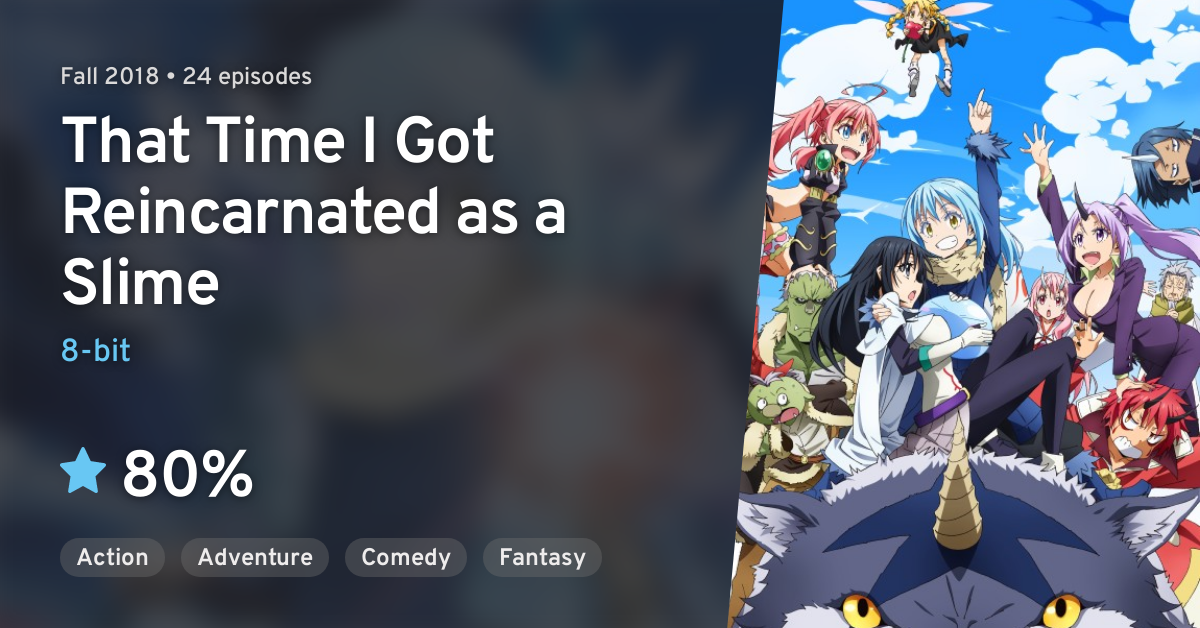 Fall 2018 • 24 episodes
That Time I Got
Reincarnated as a
Slime
8-bit
80%
Action Adventure Comedy Fantasy